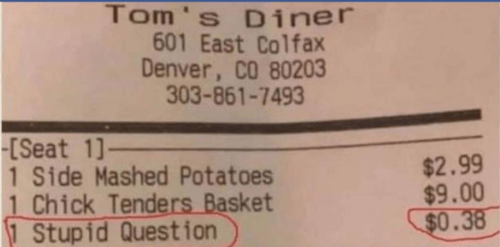 Tom's Diner
601 East Colfax
Denver, CO 80203
303-861-7493
-[Seat 1]-
1 Side Mashed Potatoes $2.99
1 Chick Tenders Basket $9.00
1 Stupid Question $0.38